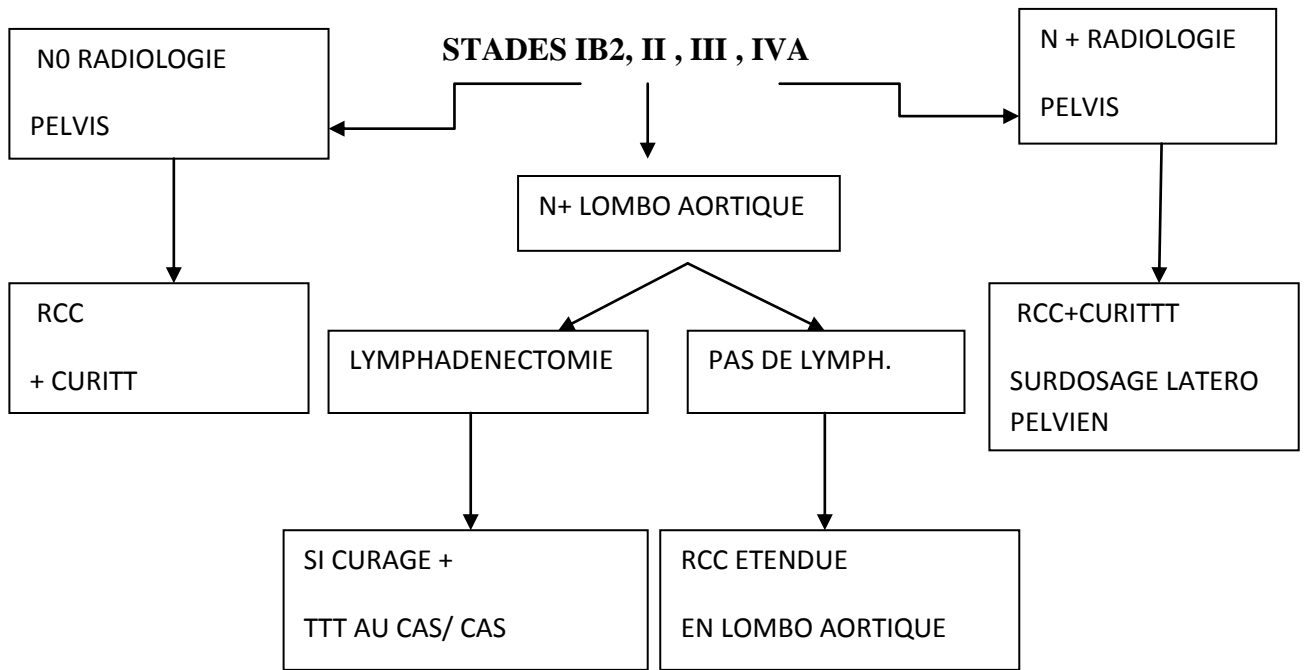 STADES IB2, II , III , IVA
N0 RADIOLOGIE
PELVIS
N + RADIOLOGIE
PELVIS
N+ LOMBO AORTIQUE
RCC
+ CURITT
LYMPHADENECTOMIE
PAS DE LYMPH.
RCC+CURITTT
SURDOSAGE LATERO
PELVIEN
SI CURAGE +
TTT AU CAS/ CAS
RCC ETENDUE
EN LOMBO AORTIQUE